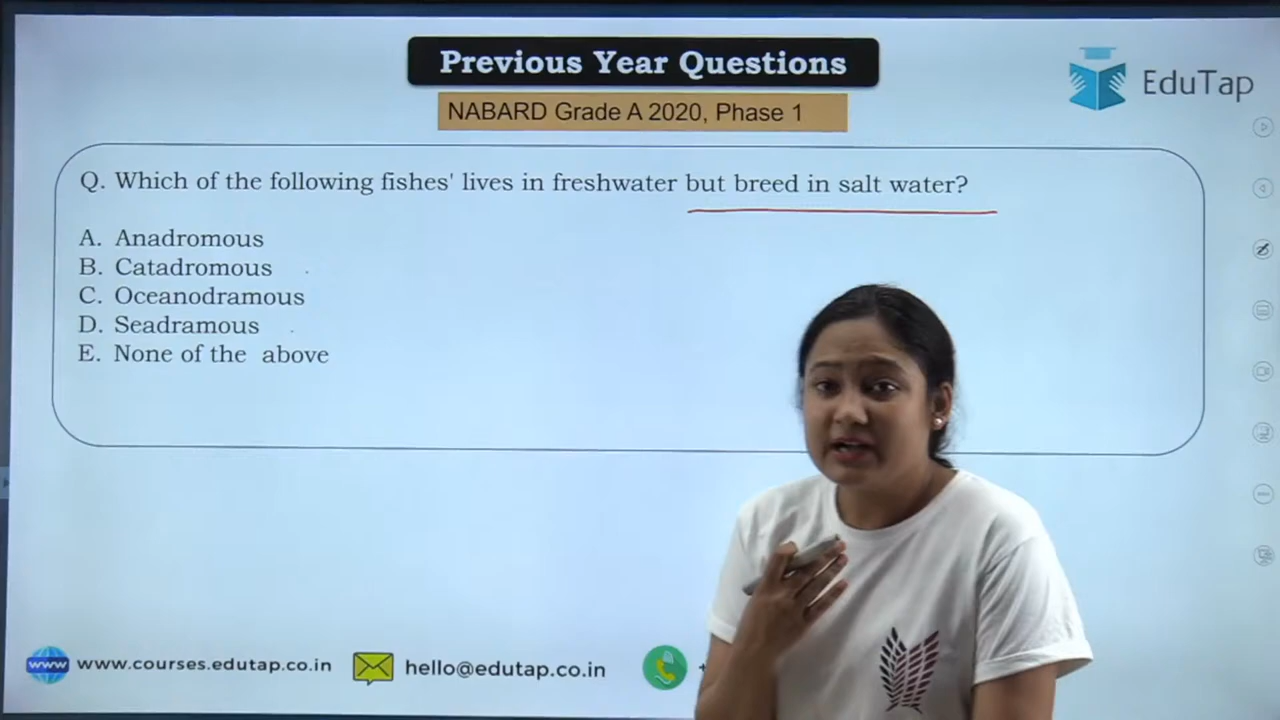 Previous Year Questions
EduTap
NABARD Grade A 2020, Phase 1
Q. Which of the following fishes' lives in freshwater but breed in salt water?
A. Anadromous
B. Catadromous
C. Oceanodramous
D. Seadramous
E. None of the above
www www.courses.edutap.co.in hello@edutap.co.in +